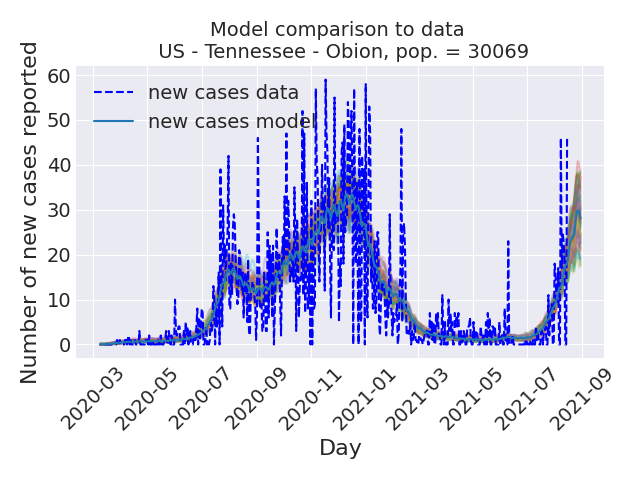 Model comparison to data
US - Tennessee - Obion, pop. = 30069
Number of new cases reported
60
50
40
30
20
10
0
new cases data
new cases model
2020-03
2020-05
2020-07
2020-09
2020-11
2021-01
2021-03
2021-05
2021-07
2021-09
Day